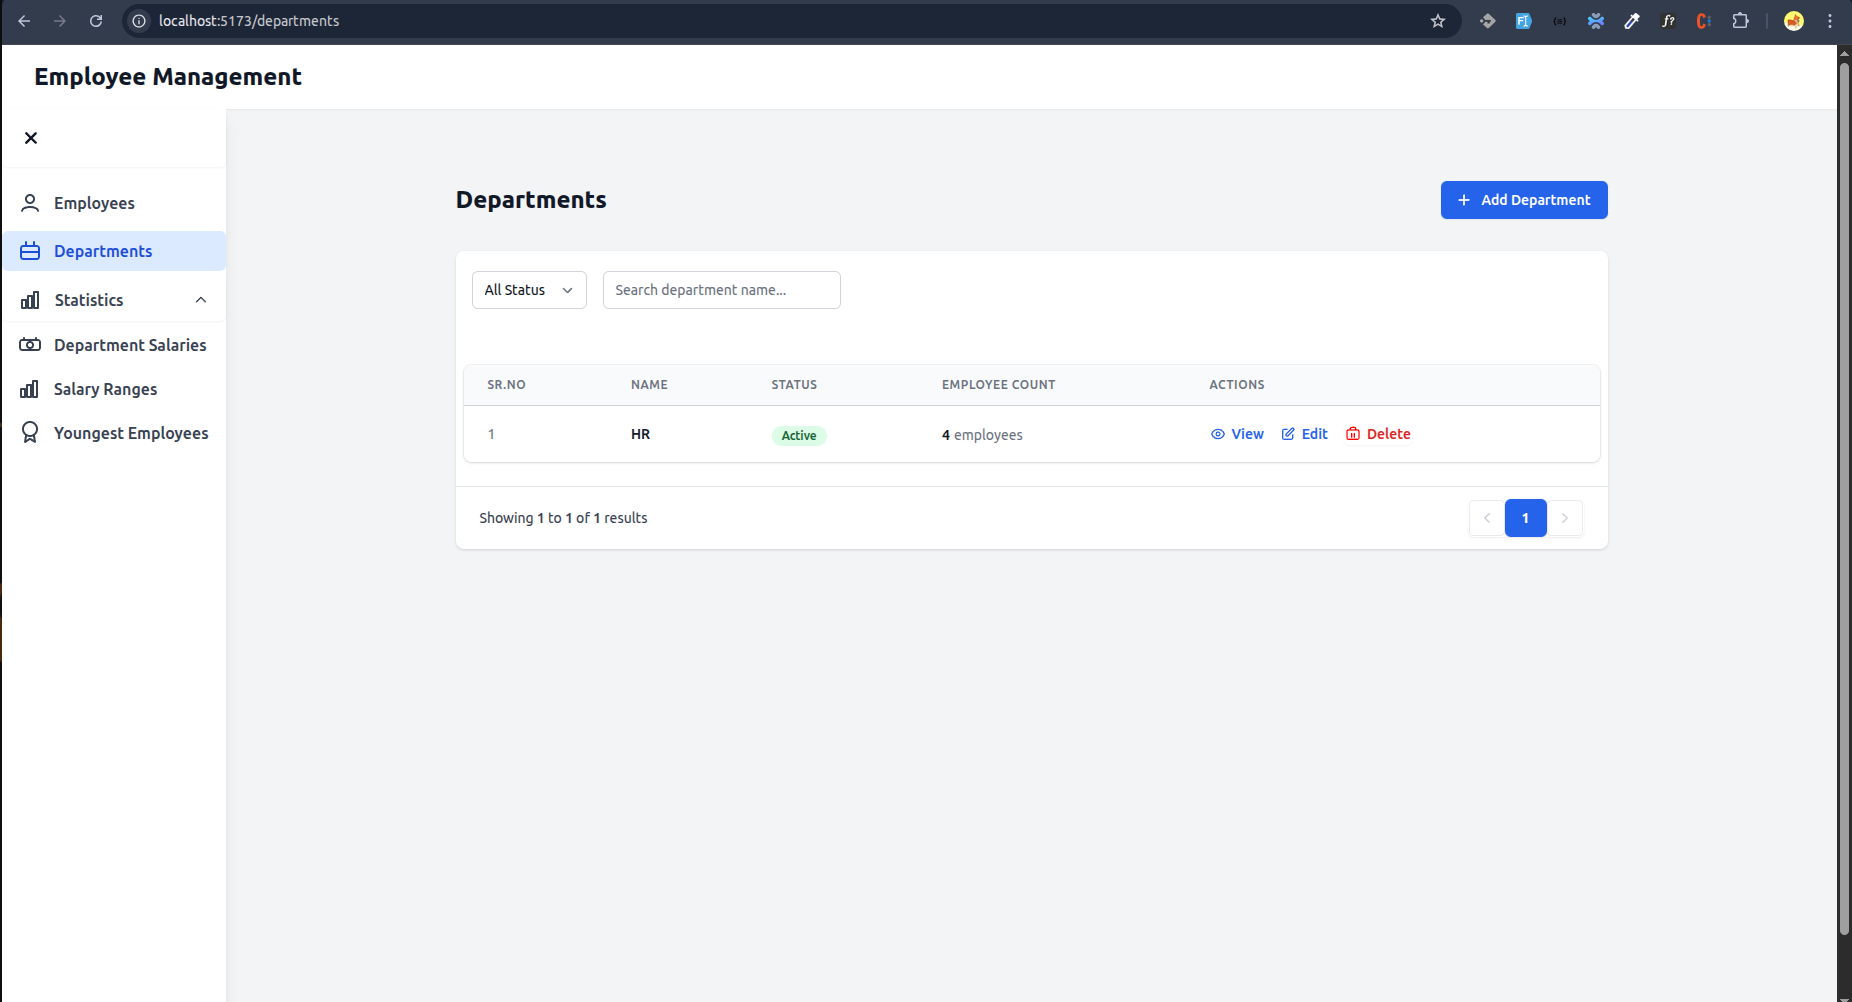 localhost:5173/departments
Employee Management
Employees
Departments
Statistics
Department Salaries
Salary Ranges
Youngest Employees
Departments
+ Add Department
All Status
Search department name...
SR.NO NAME STATUS EMPLOYEE COUNT ACTIONS
1 HR Active 4 employees View Edit Delete
Showing 1 to 1 of 1 results
1